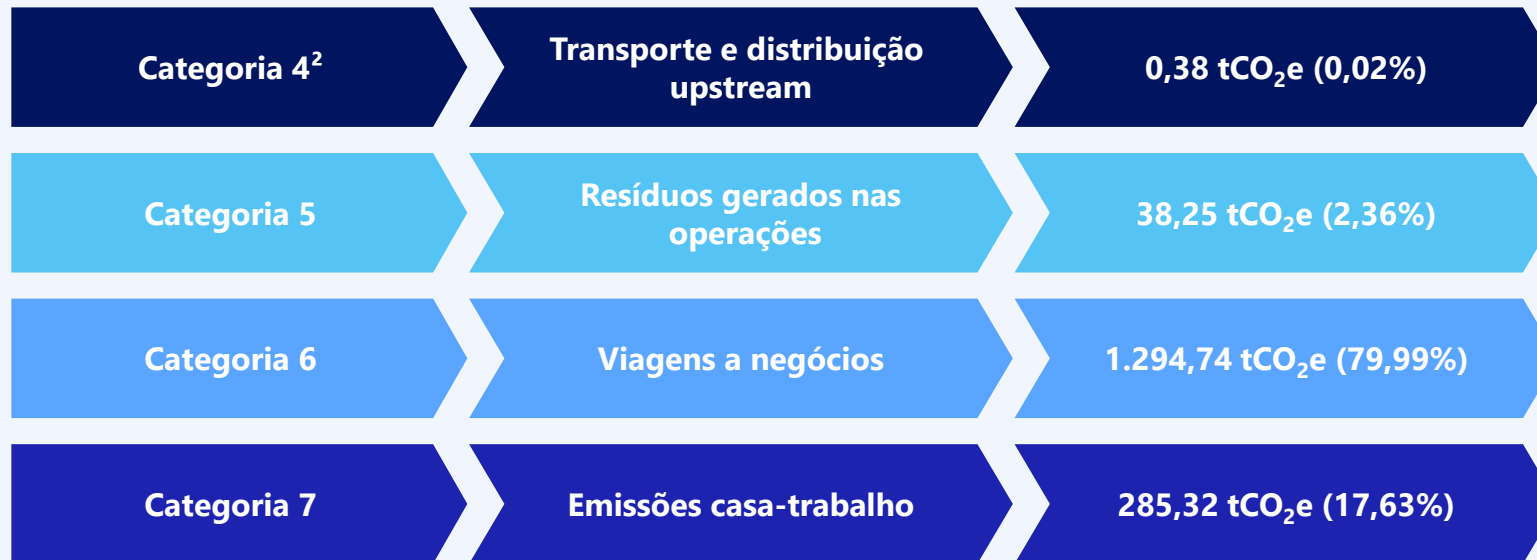 Categoria 4²
Transporte e distribuição
upstream
0,38 tCO₂e (0,02%)
Categoria 5
Resíduos gerados nas
operações
38,25 tCO₂e (2,36%)
Categoria 6
Viagens a negócios
1.294,74 tCO₂e (79,99%)
Categoria 7
Emissões casa-trabalho
285,32 tCO₂e (17,63%)